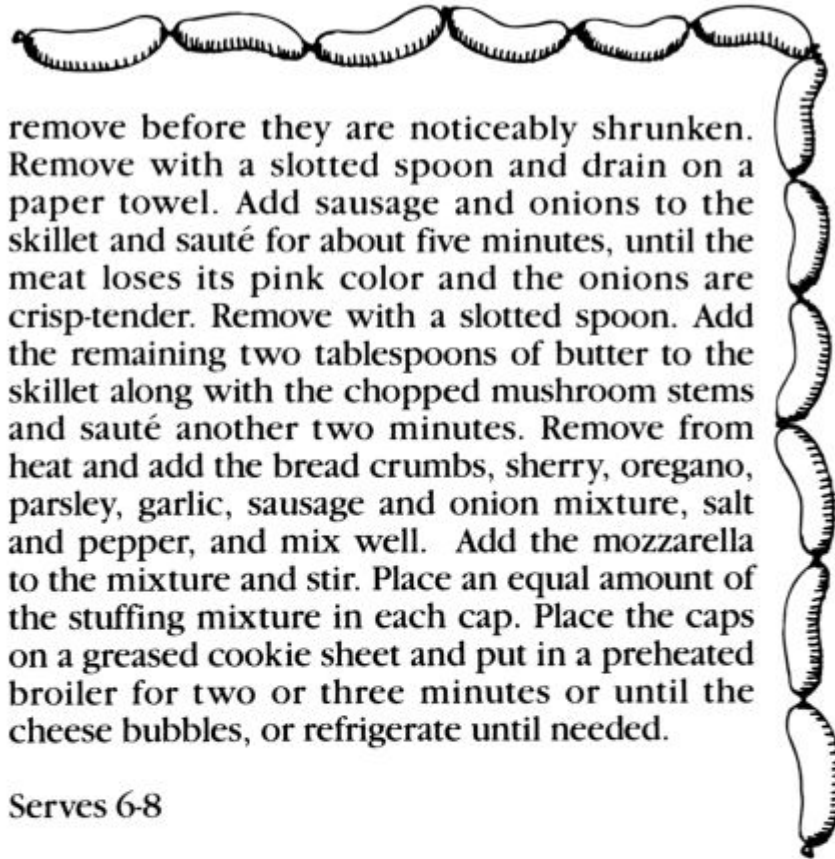 remove before they are noticeably shrunken.
Remove with a slotted spoon and drain on a
paper towel. Add sausage and onions to the
skillet and sauté for about five minutes, until the
meat loses its pink color and the onions are
crisp-tender. Remove with a slotted spoon. Add
the remaining two tablespoons of butter to the
skillet along with the chopped mushroom stems
and sauté another two minutes. Remove from
heat and add the bread crumbs, sherry, oregano,
parsley, garlic, sausage and onion mixture, salt
and pepper, and mix well. Add the mozzarella
to the mixture and stir. Place an equal amount of
the stuffing mixture in each cap. Place the caps
on a greased cookie sheet and put in a preheated
broiler for two or three minutes or until the
cheese bubbles, or refrigerate until needed.
Serves 6-8